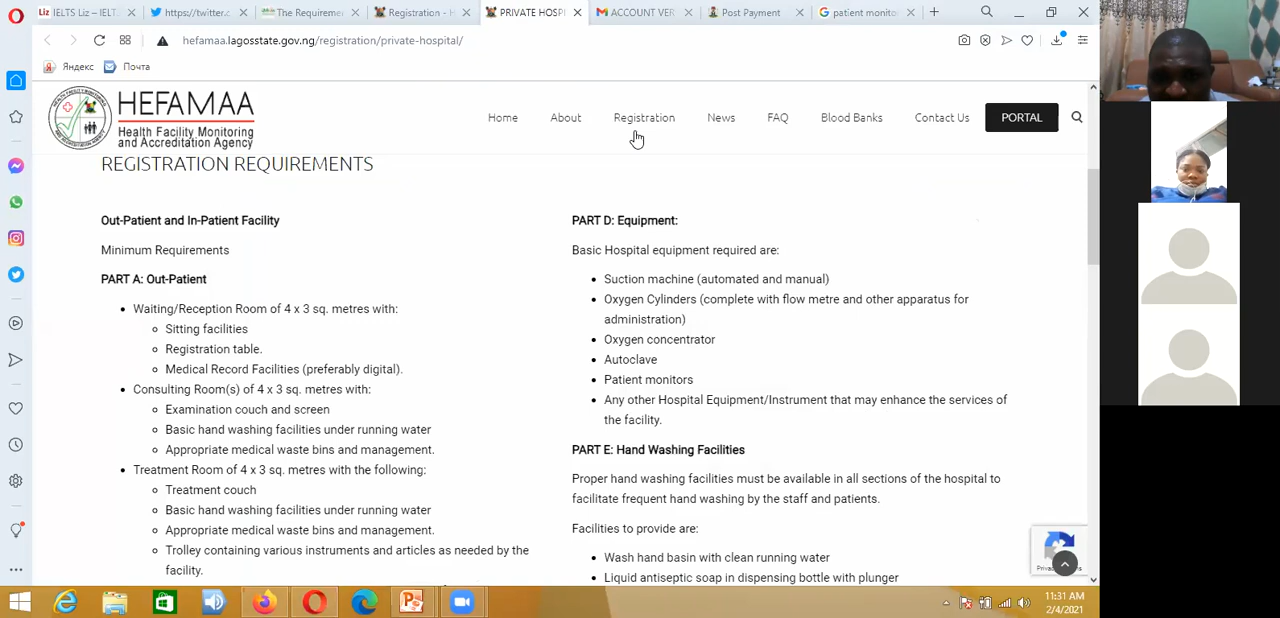 Liz IELTS Liz – IELT:
https://twitter.c
The Requireme
Registration - H
PRIVATE HOSP
ACCOUNT VER
Post Payment
patient monito
hefamaa.lagosstate.gov.ng/registration/private-hospital/
Яндекс
Почта
HEFAMAA
Health Facility Monitoring
and Accreditation Agency
Home
About
Registration
News
FAQ
Blood Banks
Contact Us
PORTAL
REGISTRATION REQUIREMENTS
Out-Patient and In-Patient Facility
Minimum Requirements
PART A: Out-Patient
Waiting/Reception Room of 4 x 3 sq. metres with:
Sitting facilities
Registration table.
Medical Record Facilities (preferably digital).
Consulting Room(s) of 4 x 3 sq. metres with:
Examination couch and screen
Basic hand washing facilities under running water
Appropriate medical waste bins and management.
Treatment Room of 4 x 3 sq. metres with the following:
Treatment couch
Basic hand washing facilities under running water
Appropriate medical waste bins and management.
Trolley containing various instruments and articles as needed by the
facility.
PART D: Equipment:
Basic Hospital equipment required are:
Suction machine (automated and manual)
Oxygen Cylinders (complete with flow metre and other apparatus for
administration)
Oxygen concentrator
Autoclave
Patient monitors
Any other Hospital Equipment/Instrument that may enhance the services of
the facility.
PART E: Hand Washing Facilities
Proper hand washing facilities must be available in all sections of the hospital to
facilitate frequent hand washing by the staff and patients.
Facilities to provide are:
Wash hand basin with clean running water
Liquid antiseptic soap in dispensing bottle with plunger
11:31 AM
2/4/2021